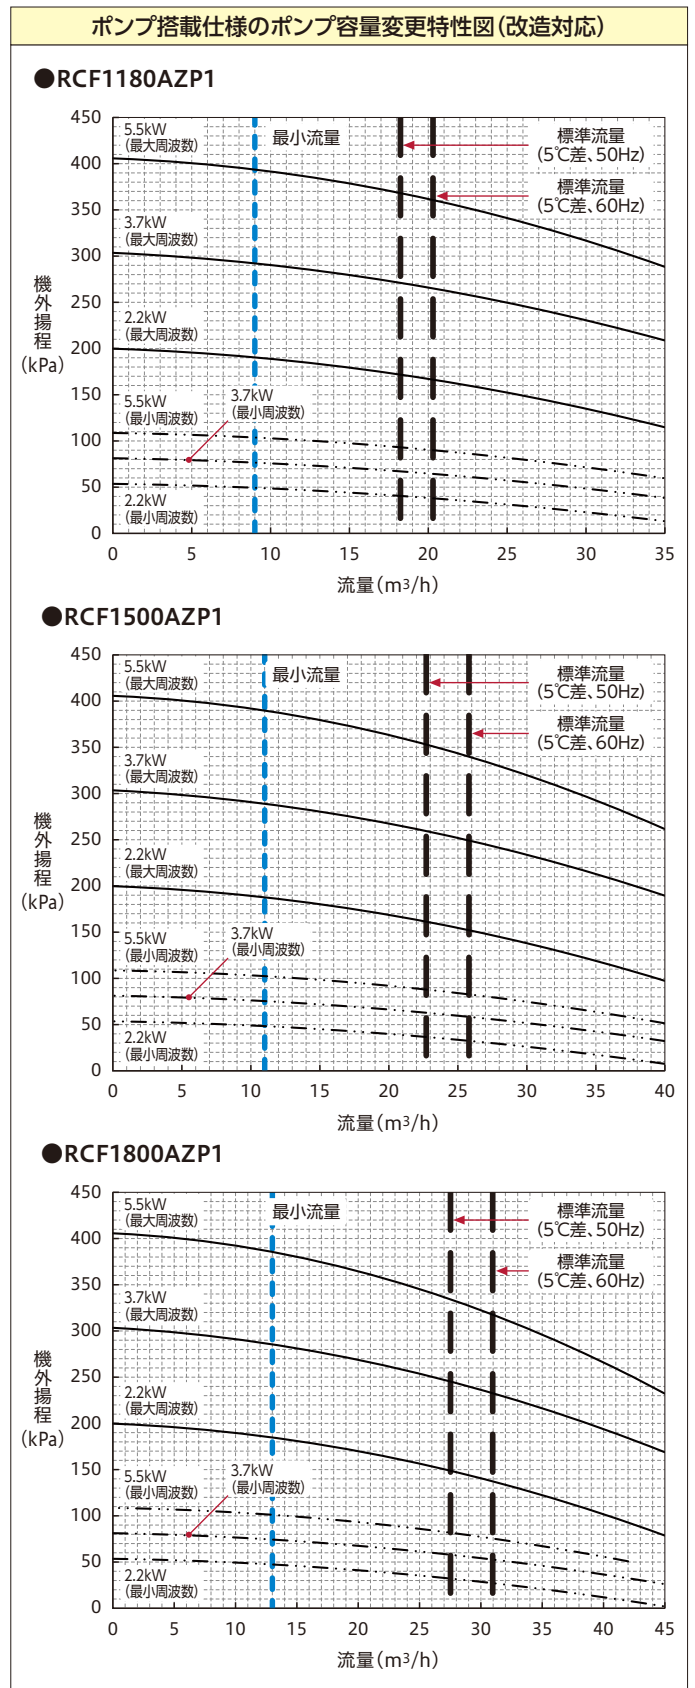 ポンプ搭載仕様のポンプ容量変更特性図(改造対応)
●RCF1180AZP1
機外揚程
(kPa)
450
400
350
300
250
200
150
100
50
0
5.5kW
(最大周波数)
最小流量
標準流量
(5℃差、50Hz)
標準流量
(5℃差、60Hz)
3.7kW
(最大周波数)
2.2kW
(最大周波数)
5.5kW
(最小周波数)
3.7kW
(最小周波数)
2.2kW
(最小周波数)
0 5 10 15 20 25 30 35
流量(m³/h)
●RCF1500AZP1
機外揚程
(kPa)
450
400
350
300
250
200
150
100
50
0
5.5kW
(最大周波数)
最小流量
標準流量
(5℃差、50Hz)
標準流量
(5℃差、60Hz)
3.7kW
(最大周波数)
2.2kW
(最大周波数)
5.5kW
(最小周波数)
3.7kW
(最小周波数)
2.2kW
(最小周波数)
0 5 10 15 20 25 30 35 40
流量(m³/h)
●RCF1800AZP1
機外揚程
(kPa)
450
400
350
300
250
200
150
100
50
0
5.5kW
(最大周波数)
最小流量
標準流量
(5℃差、50Hz)
標準流量
(5℃差、60Hz)
3.7kW
(最大周波数)
2.2kW
(最大周波数)
5.5kW
(最小周波数)
3.7kW
(最小周波数)
2.2kW
(最小周波数)
0 5 10 15 20 25 30 35 40 45
流量(m³/h)